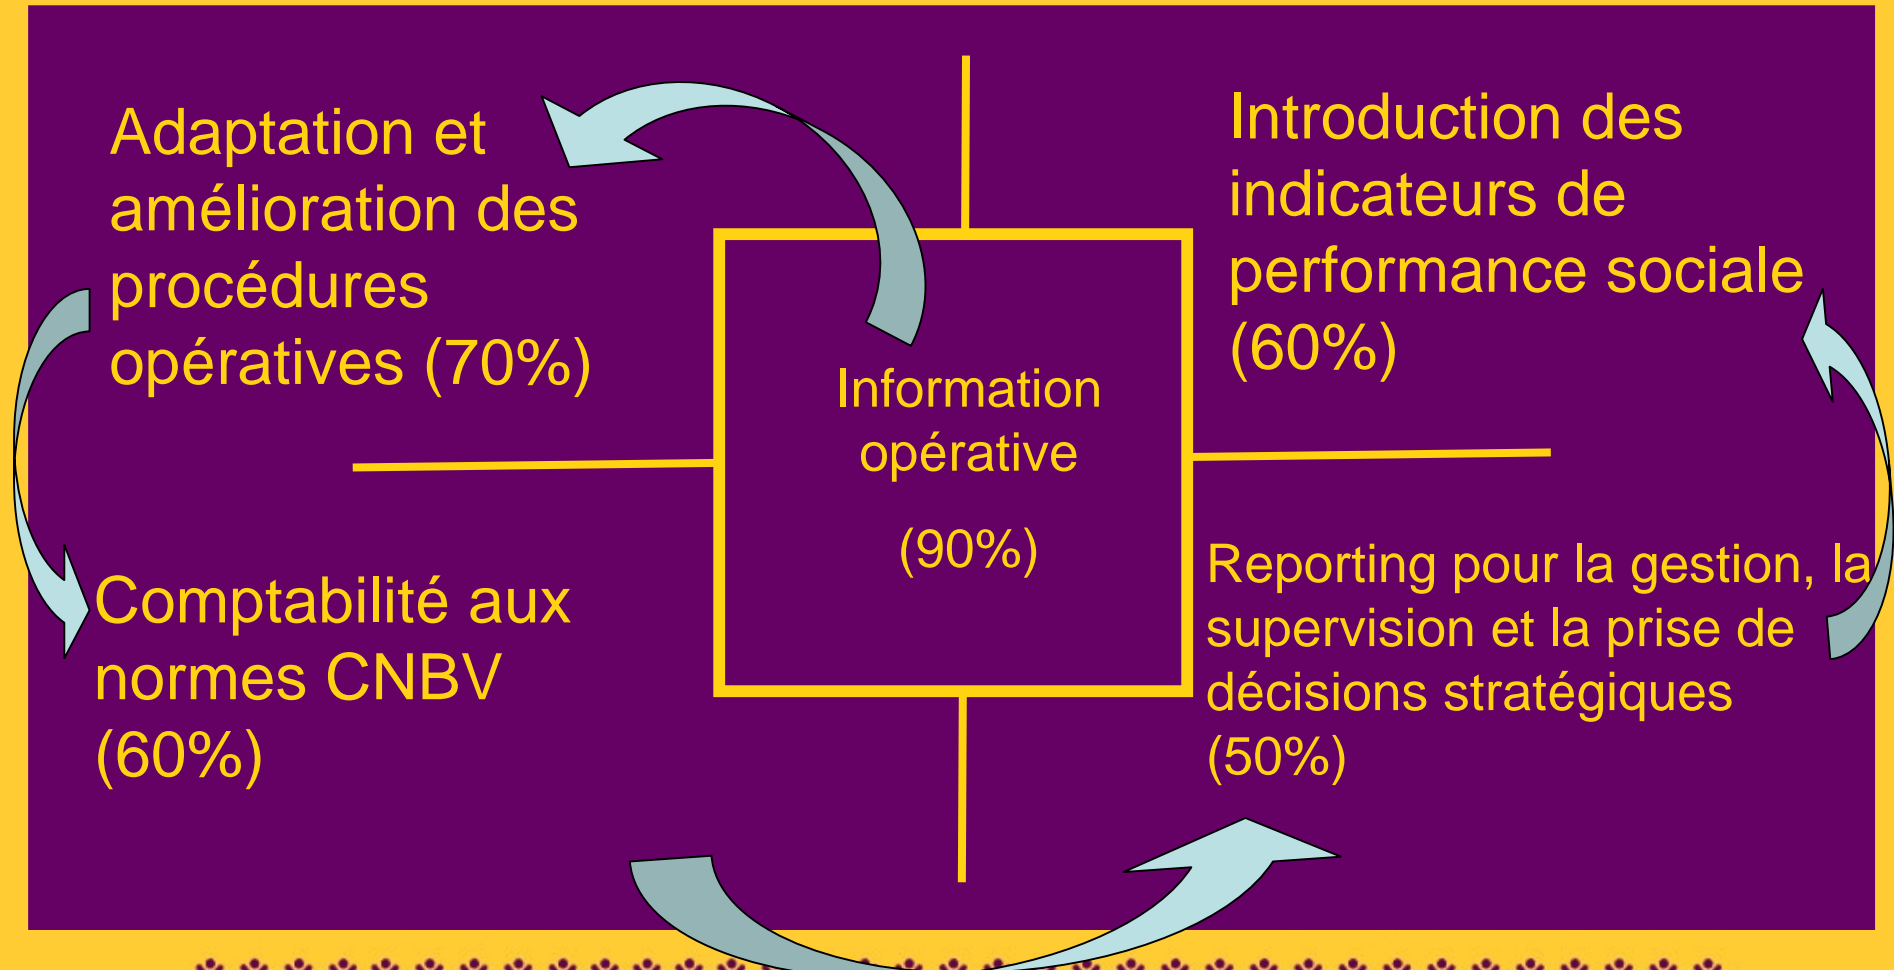 Adaptation et
amélioration des
procédures
opératives (70%)
Introduction des
indicateurs de
performance sociale
(60%)
Information
opérative
(90%)
Comptabilité aux
normes CNBV
(60%)
Reporting pour la gestion, la
supervision et la prise de
décisions stratégiques
(50%)